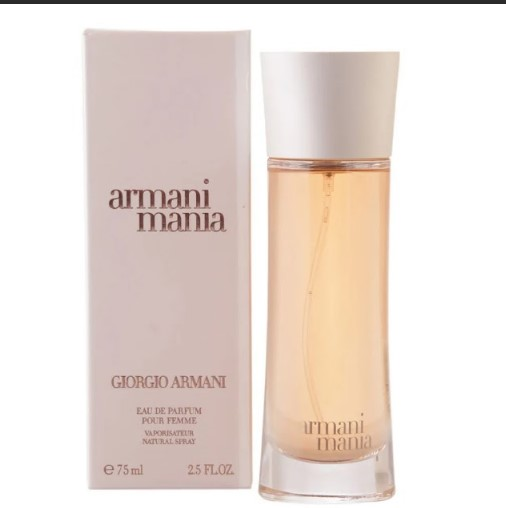 armani®
mania
GIORGIO ARMANI
EAU DE PARFUM
POUR FEMME
VAPORISATEUR
NATURAL SPRAY
℮ 75 ml 2.5 FL.OZ.
armani
mania